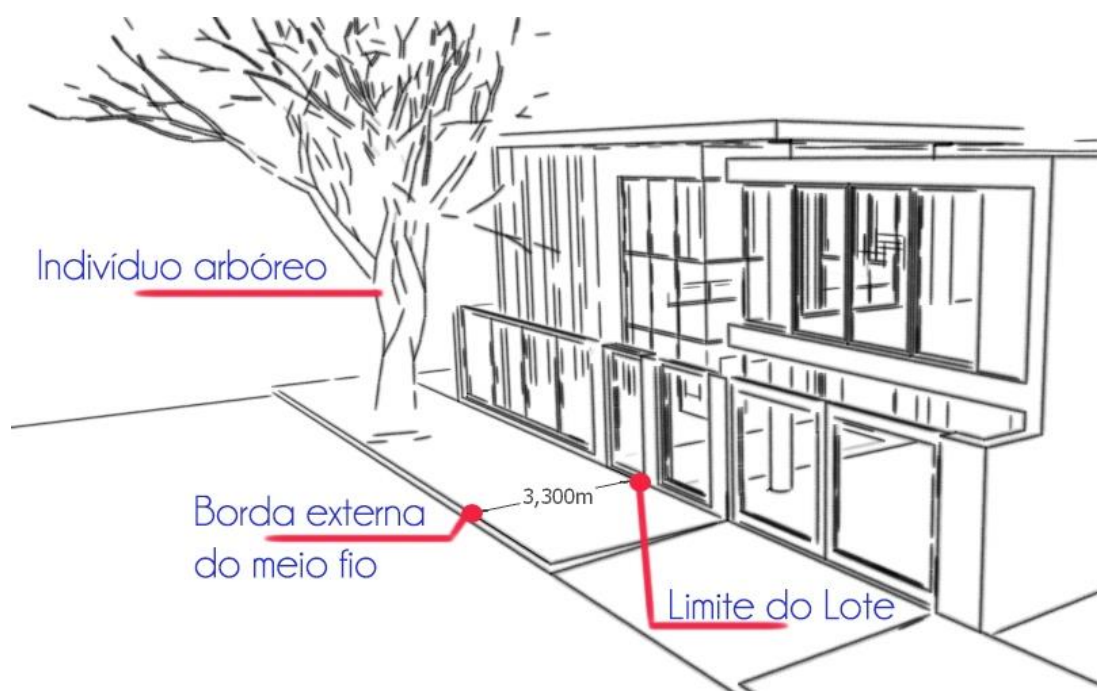 Indivíduo arbóreo
3,300m
Borda externa
do meio fio
Limite do Lote